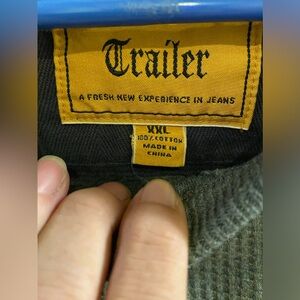 Trailer
A FRESH NEW EXPERIENCE IN JEANS
XXL
100% COTTON
MADE IN
CHINA